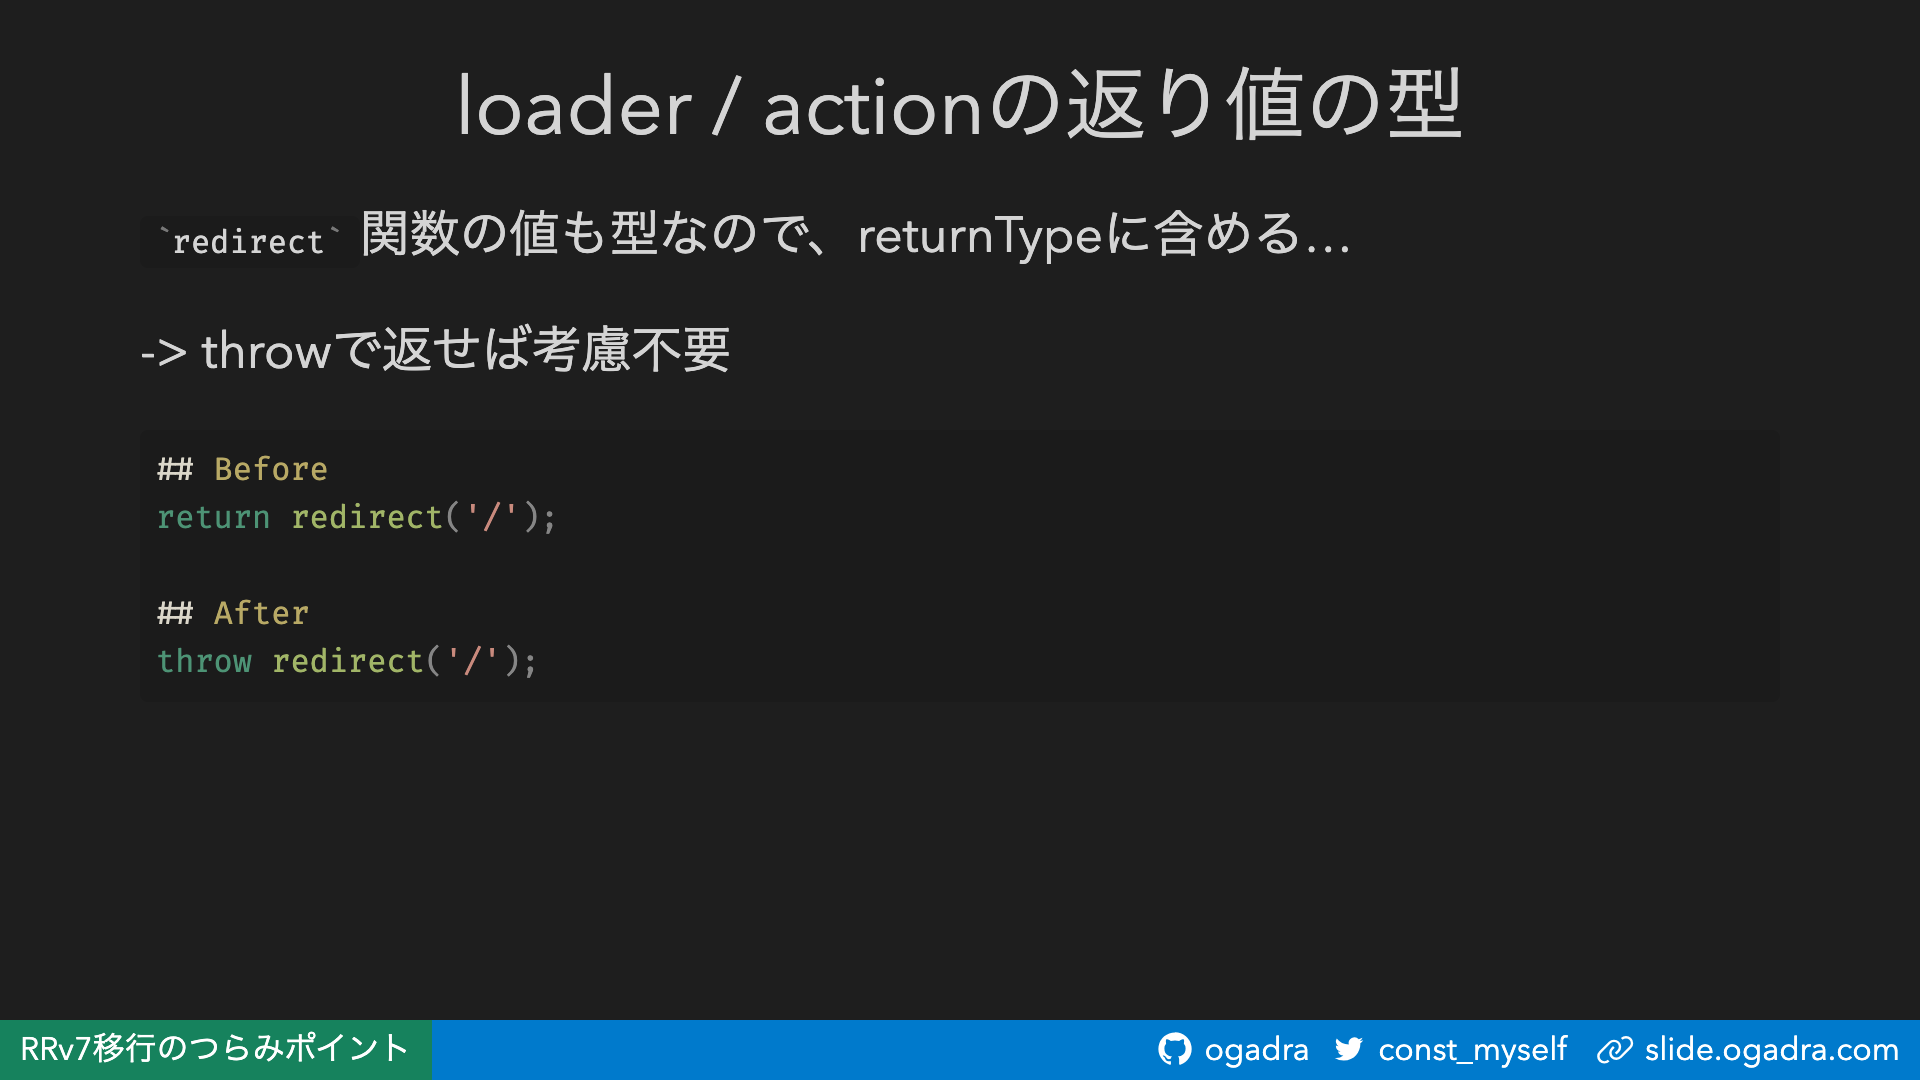 loader / actionの返り値の型
`redirect` 関数の値も型なので、returnTypeに含める…
-> throwで返せば考慮不要
## Before
return redirect('/');
## After
throw redirect('/');
RRv7移行のつらみポイント
ogadra const_myself slide.ogadra.com